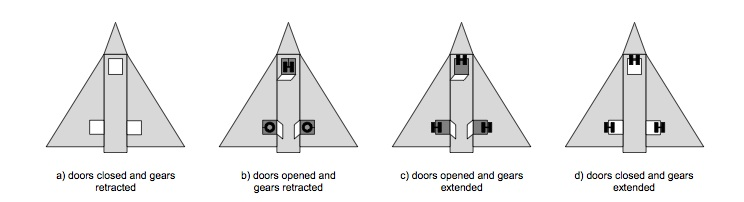 a) doors closed and gears
retracted
b) doors opened and
gears retracted
c) doors opened and gears
extended
d) doors closed and gears
extended